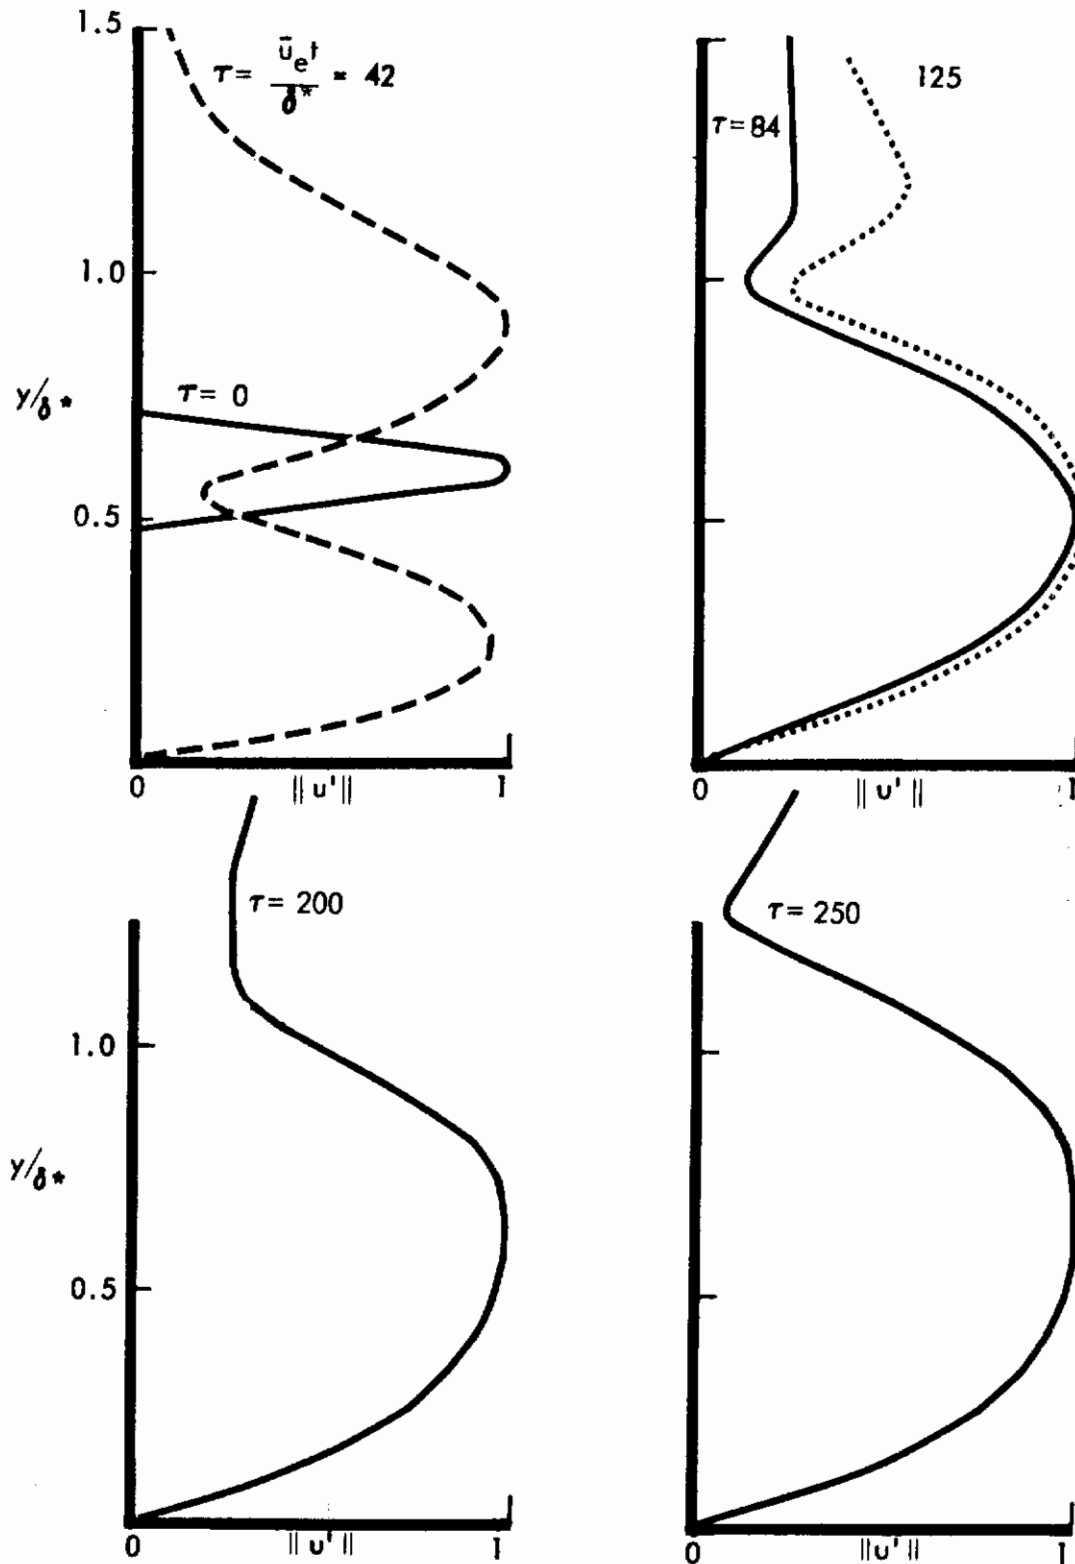 1.5
τ = ū_e t / δ* = 42
1.0
y/δ*
τ = 0
0.5
0
|| u' ||
1
τ = 84
125
0
|| u' ||
1
τ = 200
1.0
y/δ*
0.5
0
|| u' ||
1
τ = 250
0
|| u' ||
1